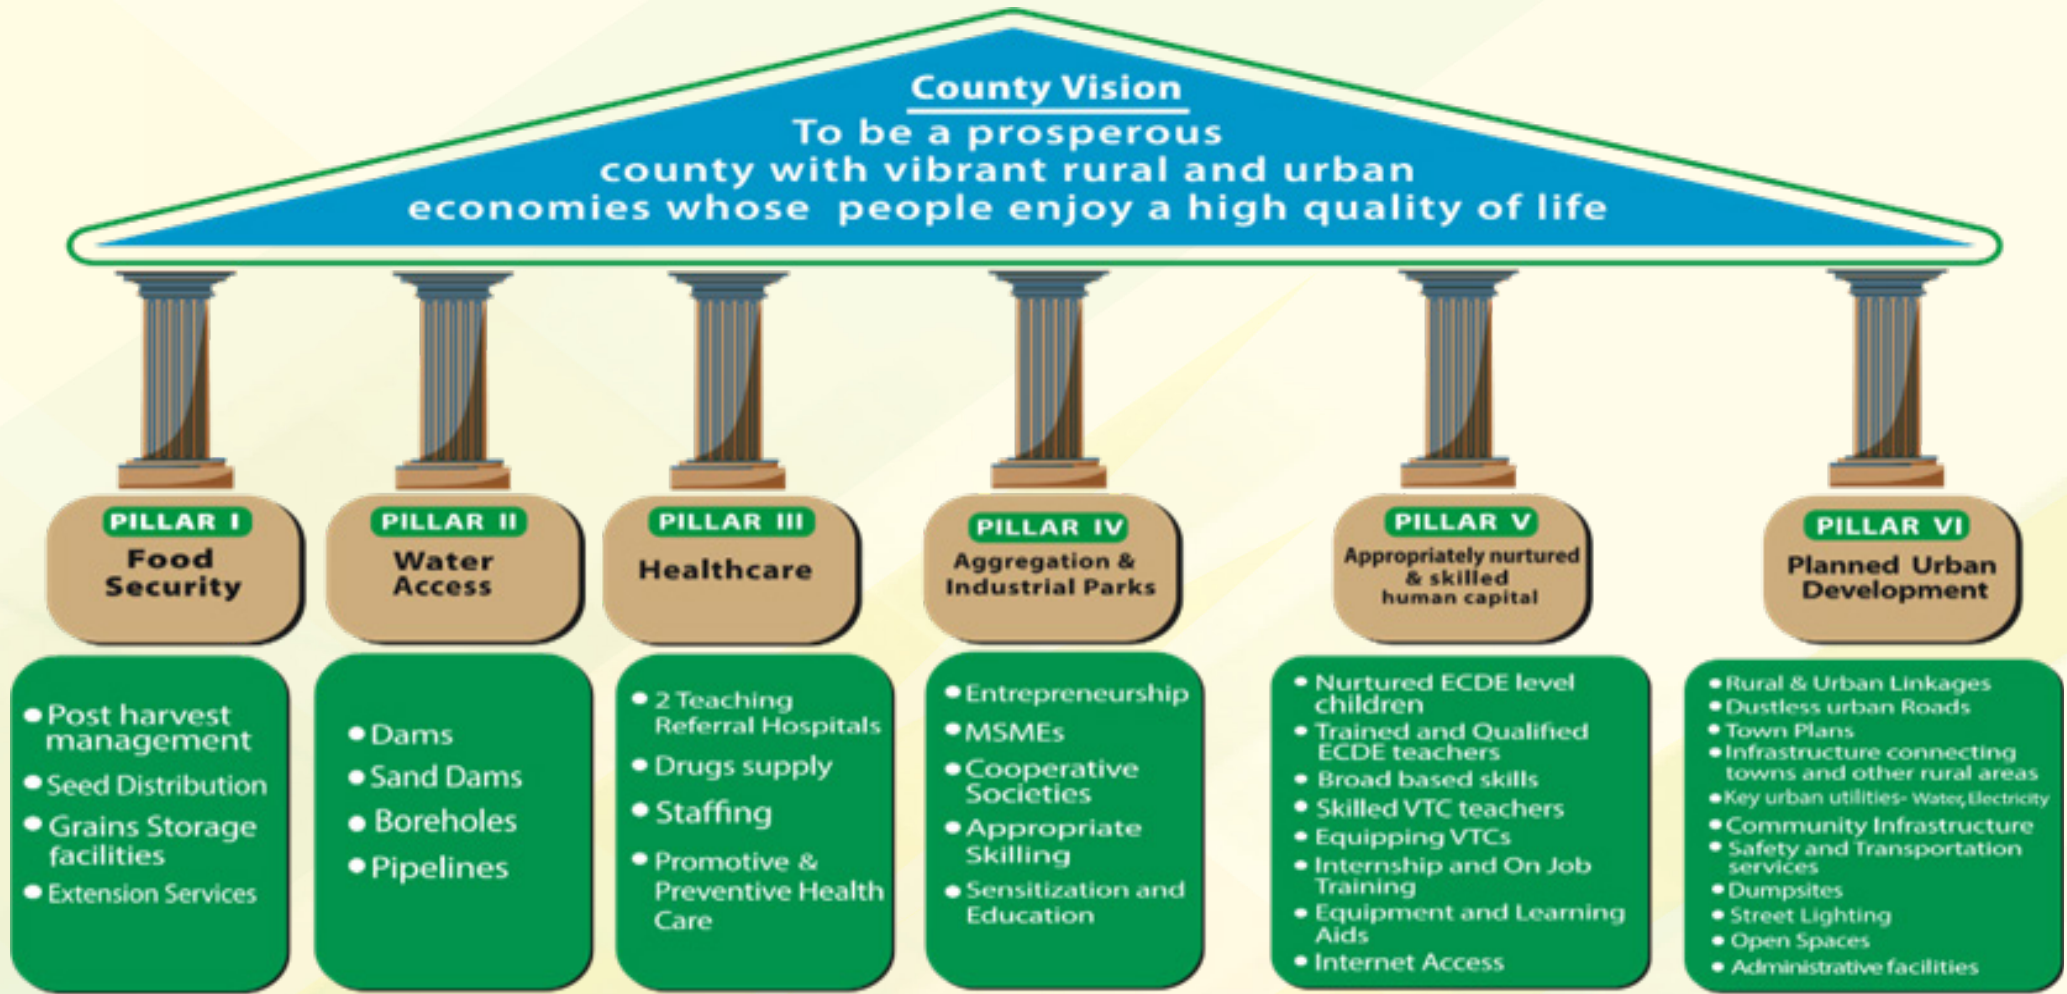 County Vision
To be a prosperous
county with vibrant rural and urban
economies whose people enjoy a high quality of life
PILLAR I
Food
Security
• Post harvest
management
• Seed Distribution
• Grains Storage
facilities
• Extension Services
PILLAR II
Water
Access
• Dams
• Sand Dams
• Boreholes
• Pipelines
PILLAR III
Healthcare
• 2 Teaching
Referral Hospitals
• Drugs supply
• Staffing
• Promotive &
Preventive Health
Care
PILLAR IV
Aggregation &
Industrial Parks
• Entrepreneurship
• MSMEs
• Cooperative
Societies
• Appropriate
Skilling
• Sensitization and
Education
PILLAR V
Appropriately nurtured
& skilled
human capital
• Nurtured ECDE level
children
• Trained and Qualified
ECDE teachers
• Broad based skills
• Skilled VTC teachers
• Equipping VTCs
• Internship and On Job
Training
• Equipment and Learning
Aids
• Internet Access
PILLAR VI
Planned Urban
Development
• Rural & Urban Linkages
• Dustless urban Roads
• Town Plans
• Infrastructure connecting
towns and other rural areas
• Key urban utilities- Water, Electricity
• Community Infrastructure
• Safety and Transportation
services
• Dumpsites
• Street Lighting
• Open Spaces
• Administrative facilities